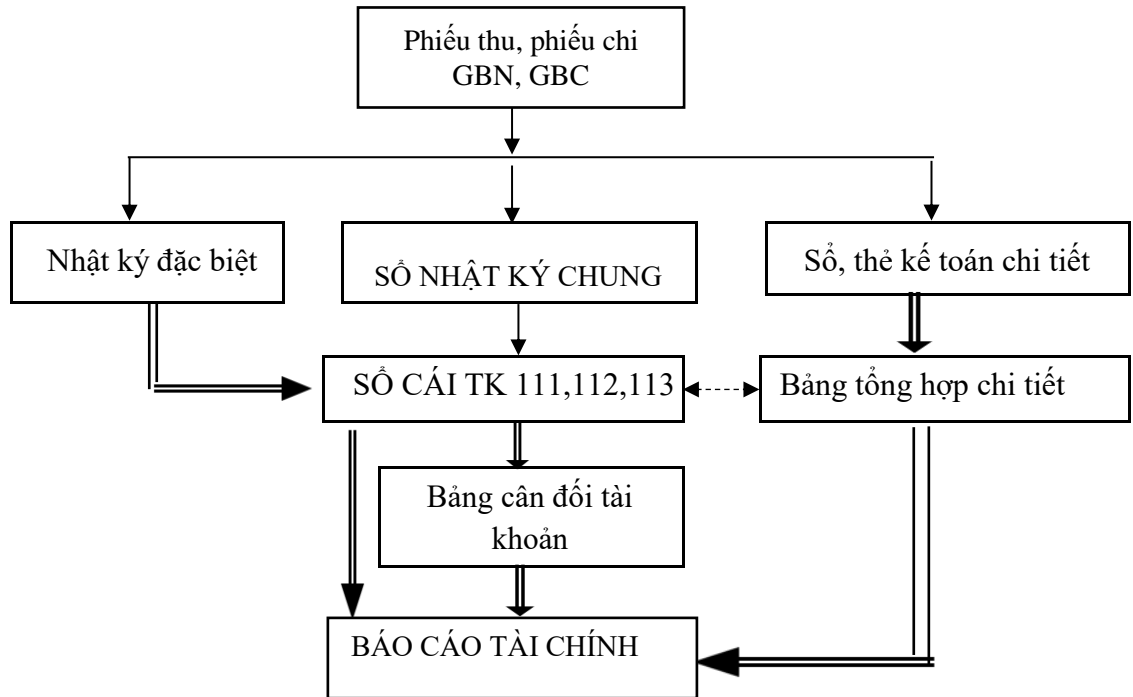 Phiếu thu, phiếu chi
GBN, GBC
Nhật ký đặc biệt
SỔ NHẬT KÝ CHUNG
Sổ, thẻ kế toán chi tiết
SỔ CÁI TK 111,112,113
Bảng tổng hợp chi tiết
Bảng cân đối tài
khoản
BÁO CÁO TÀI CHÍNH